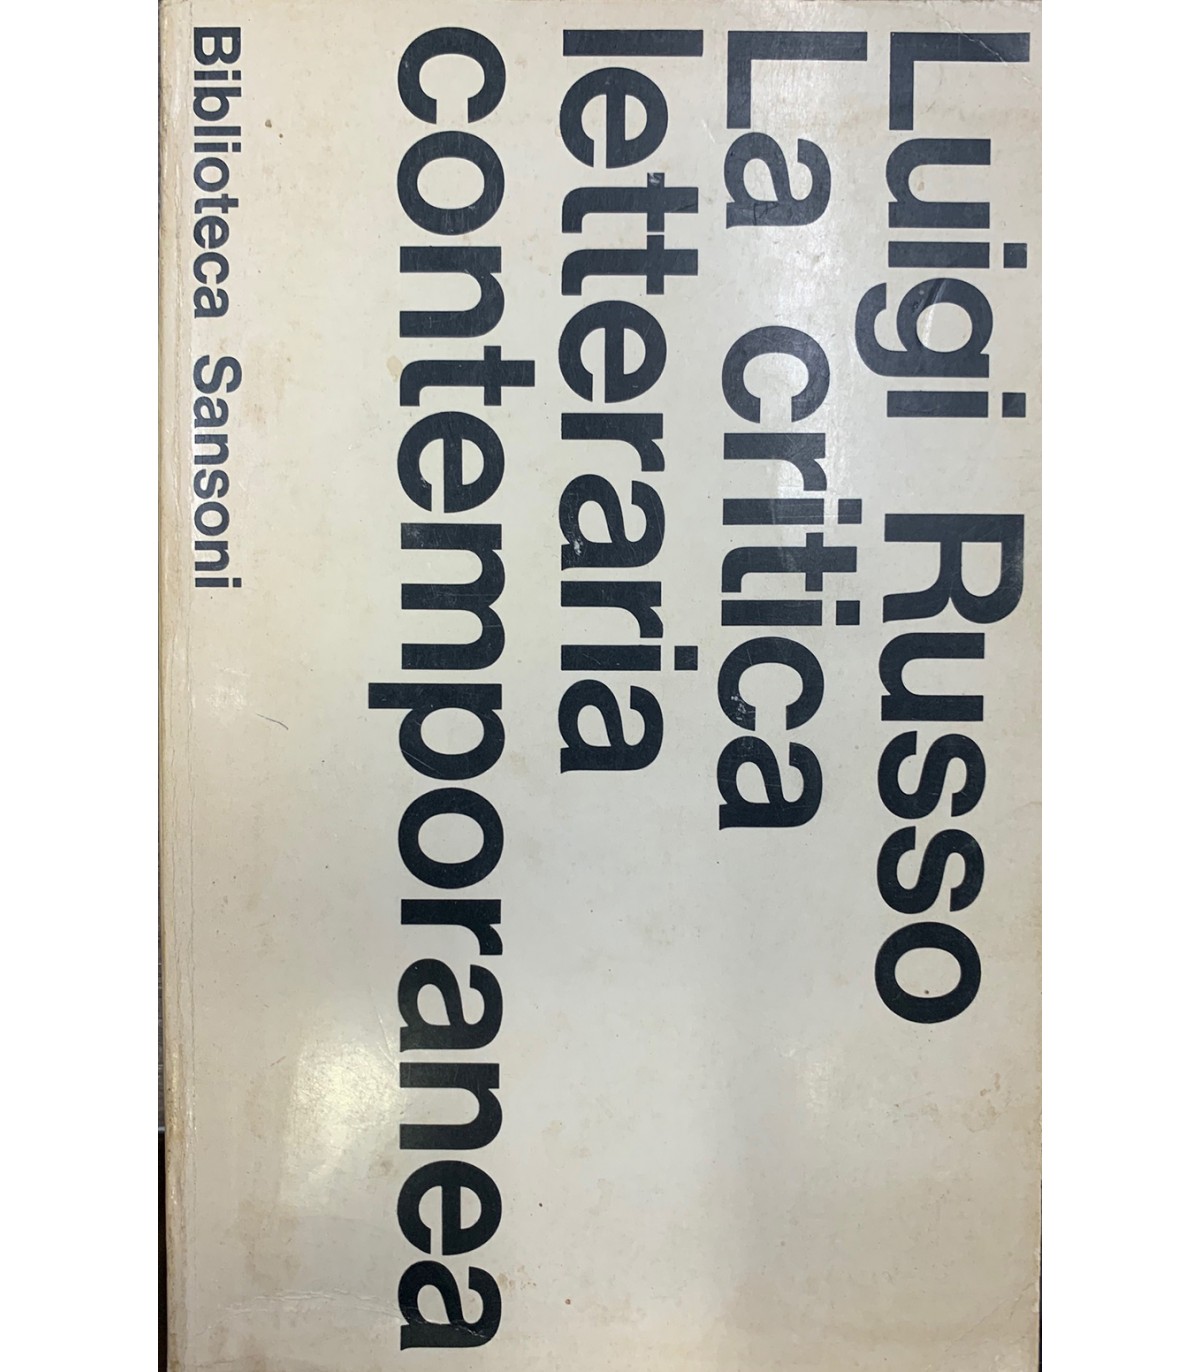 Luigi Russo
La critica
letteraria
contemporanea
Biblioteca Sansoni